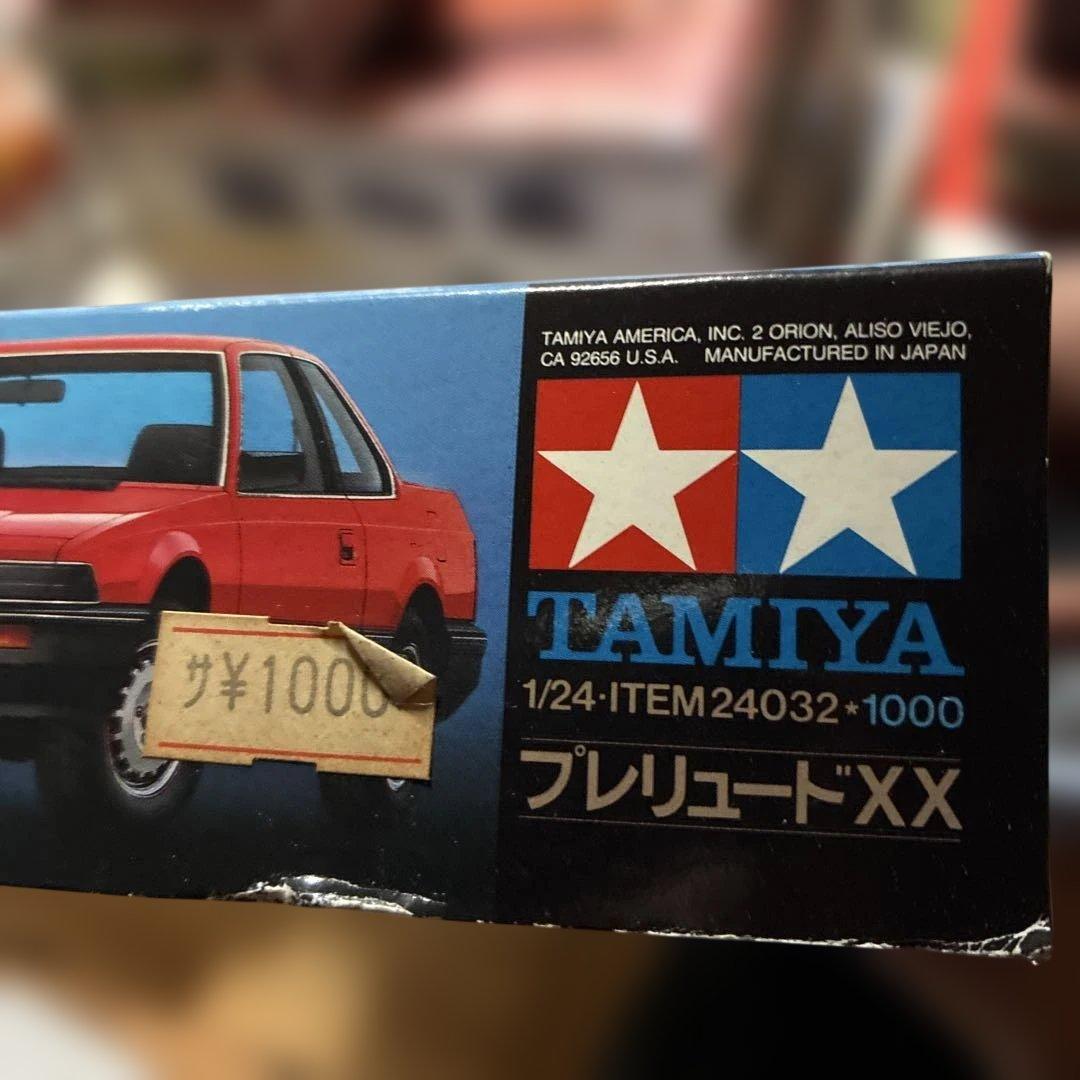 TAMIYA AMERICA, INC. 2 ORION, ALISO VIEJO,
CA 92656 U.S.A. MANUFACTURED IN JAPAN
TAMIYA
1/24·ITEM 24032*1000
プレリュードXX
サ¥1000